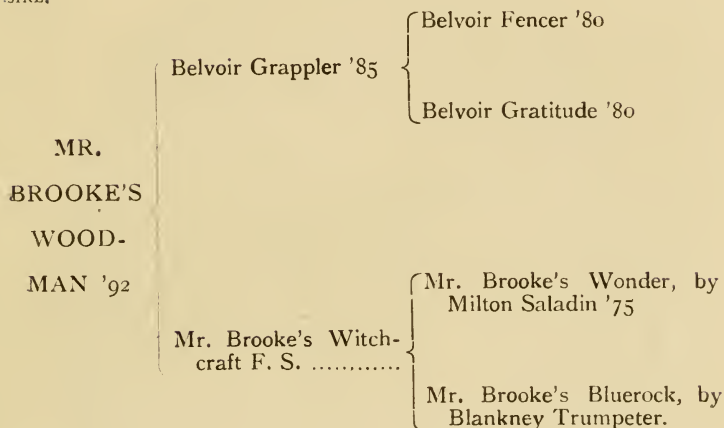 SIRE.
Belvoir Fencer '80
Belvoir Grappler '85
Belvoir Gratitude '80
MR.
BROOKE'S
WOOD-
MAN '92
Mr. Brooke's Wonder, by
Milton Saladin '75
Mr. Brooke's Witch-
craft F. S. ............
Mr. Brooke's Bluerock, by
Blankney Trumpeter.